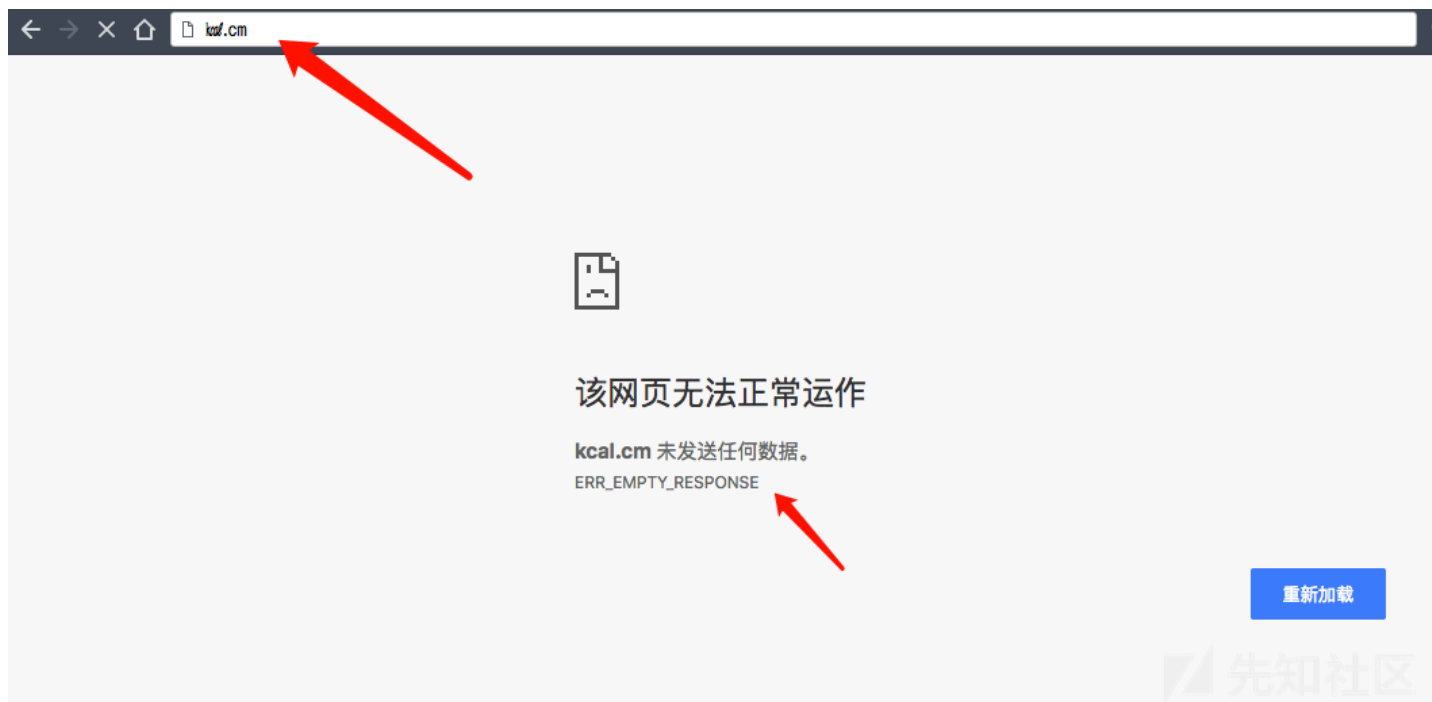 ㎉.cm
该网页无法正常运作
kcal.cm 未发送任何数据。
ERR_EMPTY_RESPONSE
重新加载
先知社区